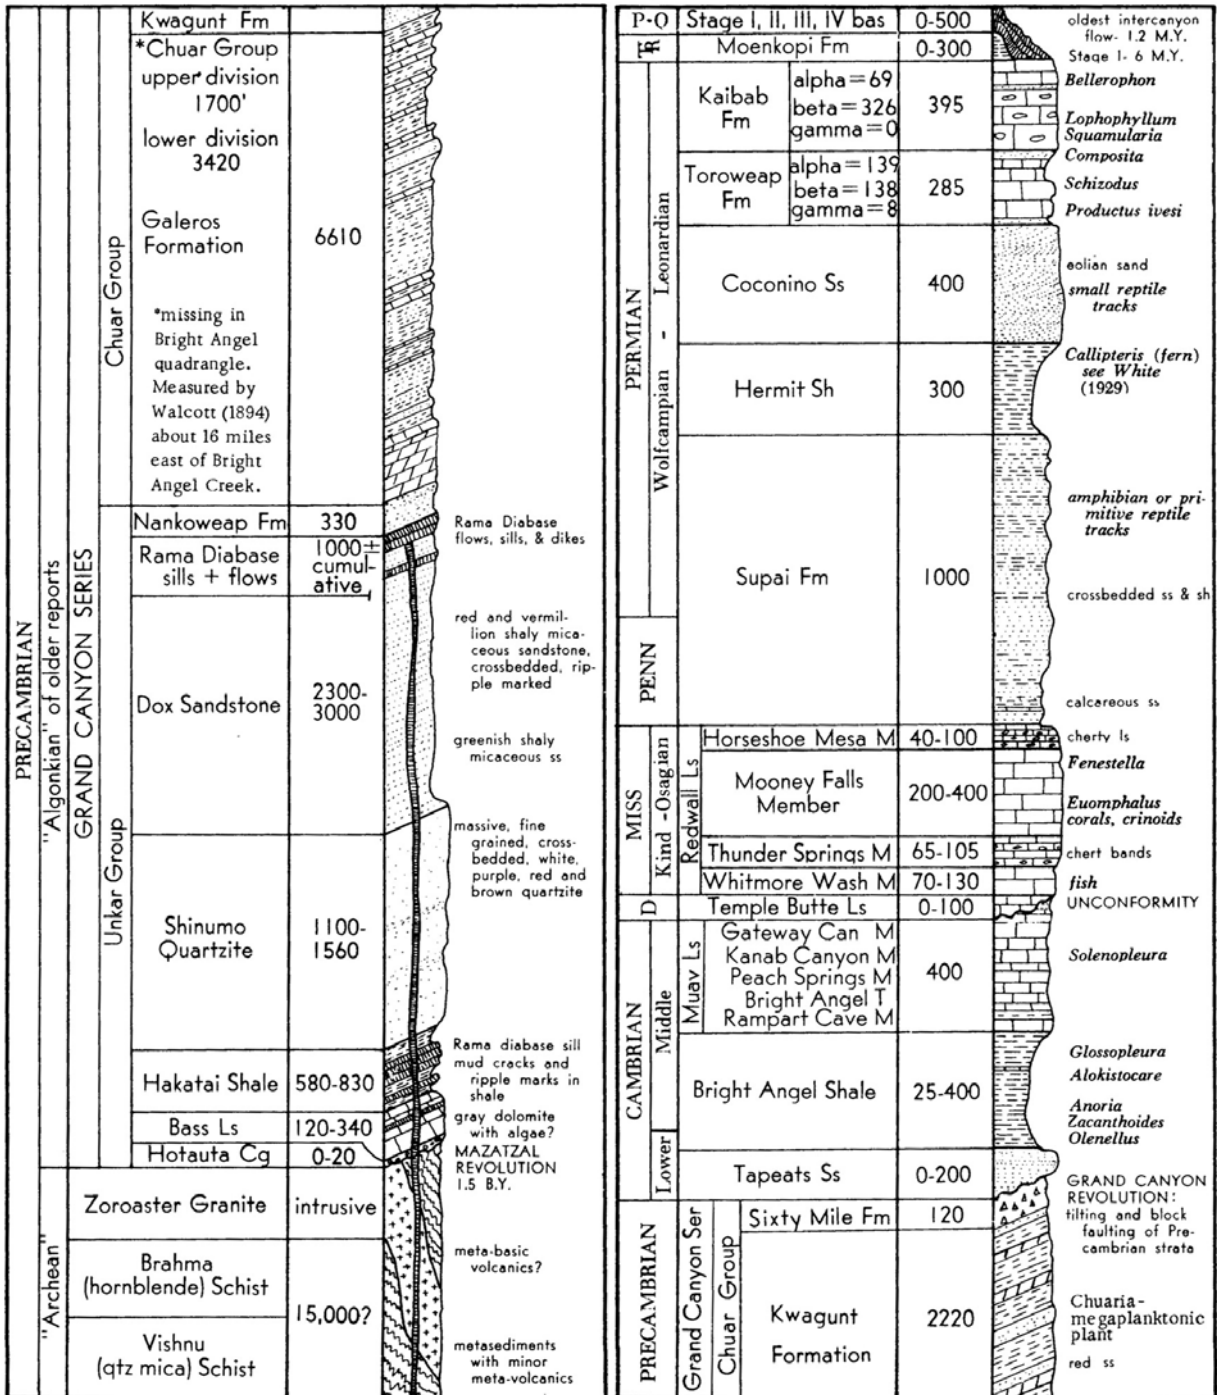 Kwagunt Fm
*Chuar Group
upper division
1700'
lower division
3420
Galeros
Formation
6610
*missing in
Bright Angel
quadrangle.
Measured by
Walcott (1894)
about 16 miles
east of Bright
Angel Creek.
Chuar Group
Nankoweap Fm
330
Rama Diabase
flows, sills, & dikes
Rama Diabase
sills + flows
1000±
cumul-
ative
PRECAMBRIAN
"Algonkian" of older reports
GRAND CANYON SERIES
Unkar Group
Dox Sandstone
2300-
3000
red and vermil-
lion shaly mica-
ceous sandstone,
crossbedded, rip-
ple marked
greenish shaly
micaceous ss
Shinumo
Quartzite
1100-
1560
massive, fine
grained, cross-
bedded, white,
purple, red and
brown quartzite
Hakatai Shale
580-830
Rama diabase sill
mud cracks and
ripple marks in
shale
Bass Ls
120-340
gray dolomite
with algae?
Hotauta Cg
0-20
MAZATZAL
REVOLUTION
1.5 B.Y.
"Archean"
Zoroaster Granite
intrusive
Brahma
(hornblende) Schist
15,000?
meta-basic
volcanics?
Vishnu
(qtz mica) Schist
metasediments
with minor
meta-volcanics
P-Q
Stage I, II, III, IV bas
0-500
oldest intercanyon
flow- 1.2 M.Y.
Stage 1- 6 M.Y.
TR
Moenkopi Fm
0-300
PERMIAN
Leonardian
-
Wolfcampian
Kaibab
Fm
alpha=69
beta=326
gamma=0
395
Bellerophon
Lophophyllum
Squamularia
Toroweap
Fm
alpha=139
beta=138
gamma=8
285
Composita
Schizodus
Productus ivesi
Coconino Ss
400
eolian sand
small reptile
tracks
Hermit Sh
300
Callipteris (fern)
see White
(1929)
Supai Fm
1000
amphibian or pri-
mitive reptile
tracks
crossbedded ss & sh
calcareous ss
PENN
MISS
Kind -Osagian
Redwall Ls
Horseshoe Mesa M
40-100
cherty ls
Mooney Falls
Member
200-400
Fenestella
Euomphalus
corals, crinoids
Thunder Springs M
65-105
chert bands
Whitmore Wash M
70-130
fish
D
Temple Butte Ls
0-100
UNCONFORMITY
CAMBRIAN
Middle
Muav Ls
Gateway Can M
Kanab Canyon M
Peach Springs M
Bright Angel T
Rampart Cave M
400
Solenopleura
Bright Angel Shale
25-400
Glossopleura
Alokistocare
Anoria
Zacanthoides
Olenellus
Lower
Tapeats Ss
0-200
GRAND CANYON
REVOLUTION:
tilting and block
faulting of Pre-
cambrian strata
PRECAMBRIAN
Grand Canyon Ser
Chuar Group
Sixty Mile Fm
120
Kwagunt
Formation
2220
Chuaria-
megaplanktonic
plant
red ss